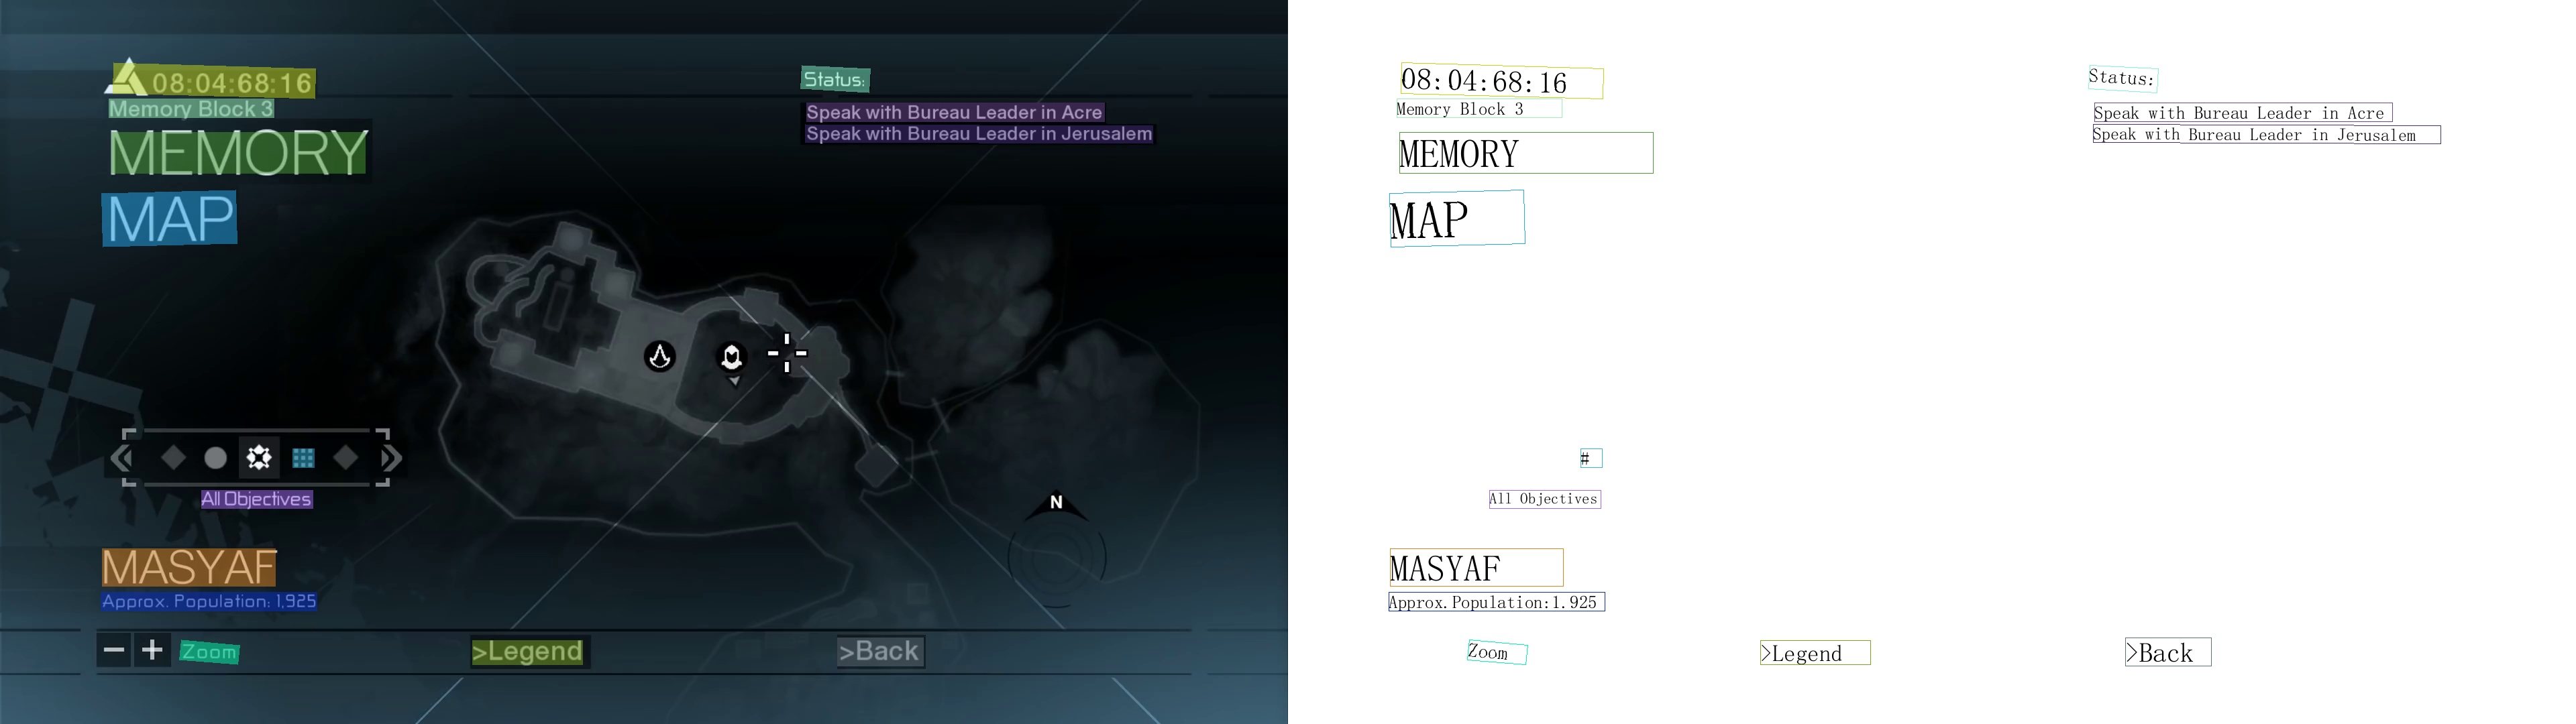 08:04:68:16
Memory Block 3
MEMORY
MAP
Status:
Speak with Bureau Leader in Acre
Speak with Bureau Leader in Jerusalem
All Objectives
N
MASYAF
Approx. Population: 1,925
Zoom
>Legend
>Back
08:04:68:16
Memory Block 3
MEMORY
MAP
Status:
Speak with Bureau Leader in Acre
Speak with Bureau Leader in Jerusalem
#
All Objectives
MASYAF
Approx.Population:1.925
Zoom
>Legend
>Back